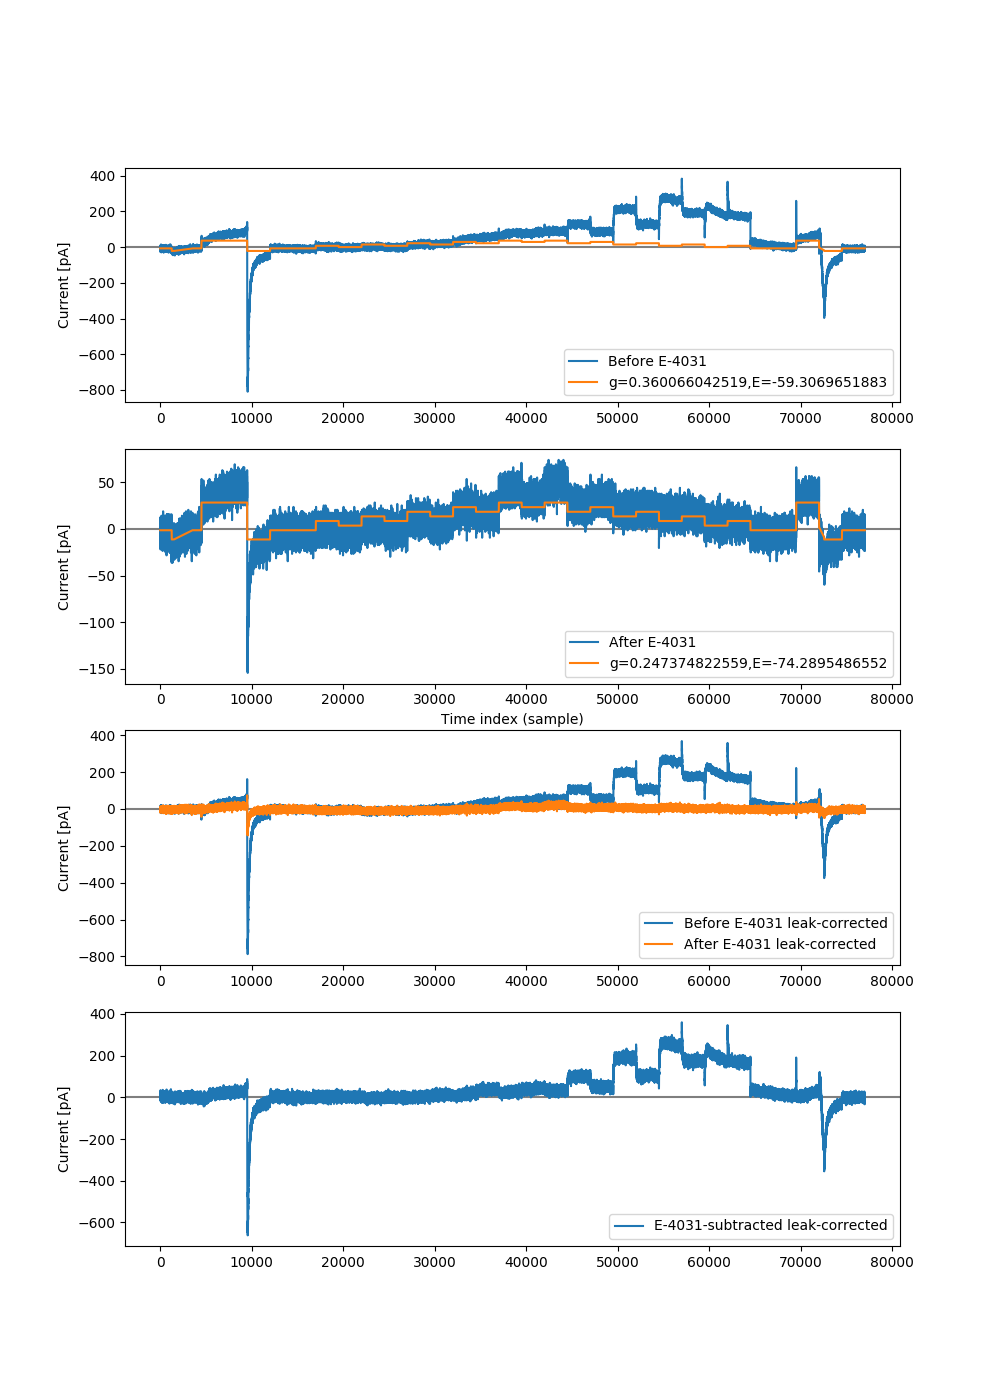 400
200
0
−200
−400
−600
−800
Current [pA]
Before E-4031
g=0.360066042519,E=-59.3069651883
0 10000 20000 30000 40000 50000 60000 70000 80000
50
0
−50
−100
−150
Current [pA]
After E-4031
g=0.247374822559,E=-74.2895486552
0 10000 20000 30000 40000 50000 60000 70000 80000
Time index (sample)
400
200
0
−200
−400
−600
−800
Current [pA]
Before E-4031 leak-corrected
After E-4031 leak-corrected
0 10000 20000 30000 40000 50000 60000 70000 80000
400
200
0
−200
−400
−600
Current [pA]
E-4031-subtracted leak-corrected
0 10000 20000 30000 40000 50000 60000 70000 80000